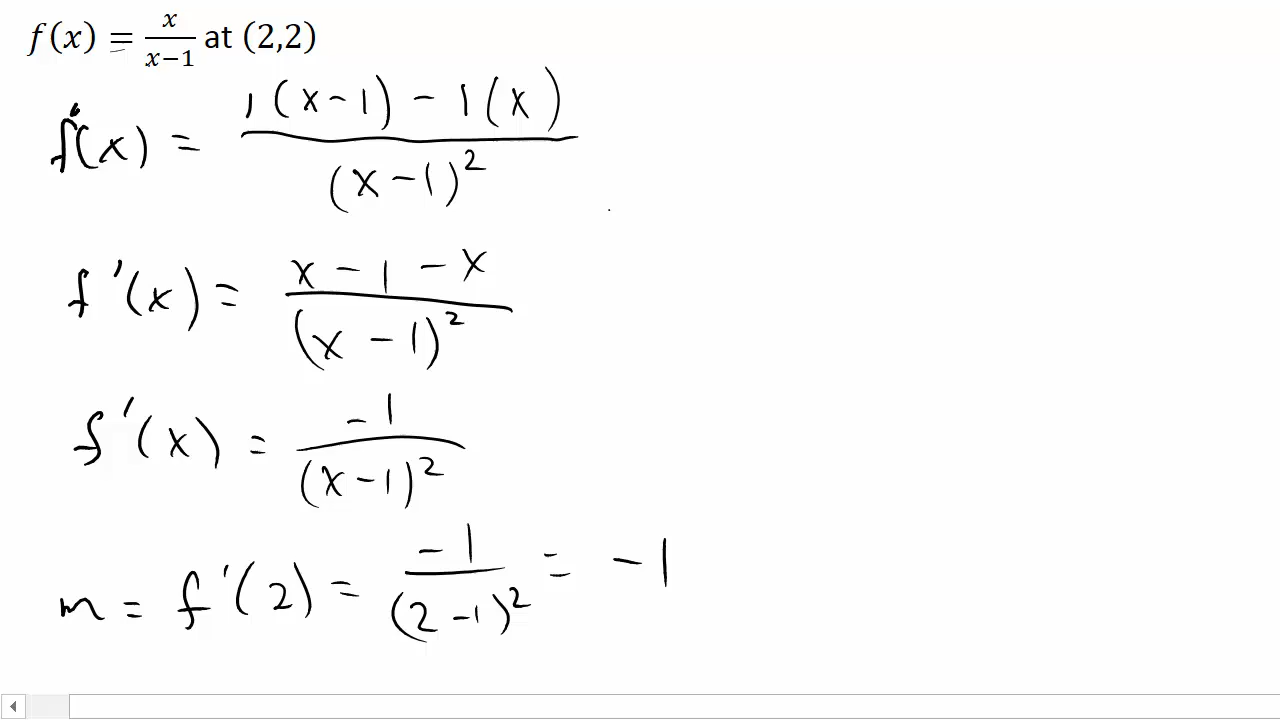 f(x) = x/(x−1) at (2,2)
f'(x) = (1(x-1) - 1(x))/(x-1)²
f'(x) = (x - 1 - x)/(x - 1)²
f'(x) = -1/(x-1)²
m = f'(2) = -1/(2-1)² = -1